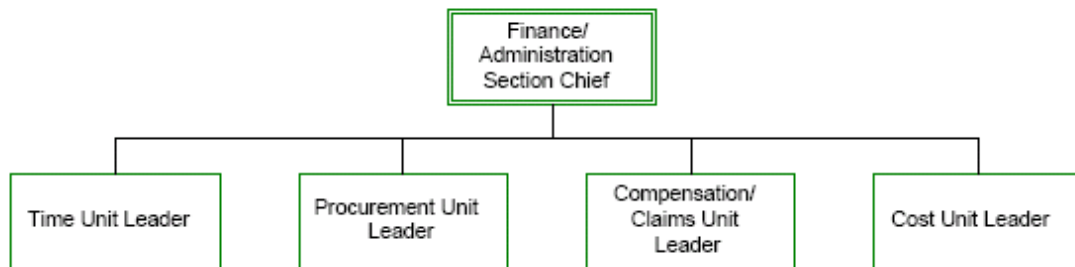 Finance/
Administration
Section Chief
Time Unit Leader
Procurement Unit
Leader
Compensation/
Claims Unit
Leader
Cost Unit Leader